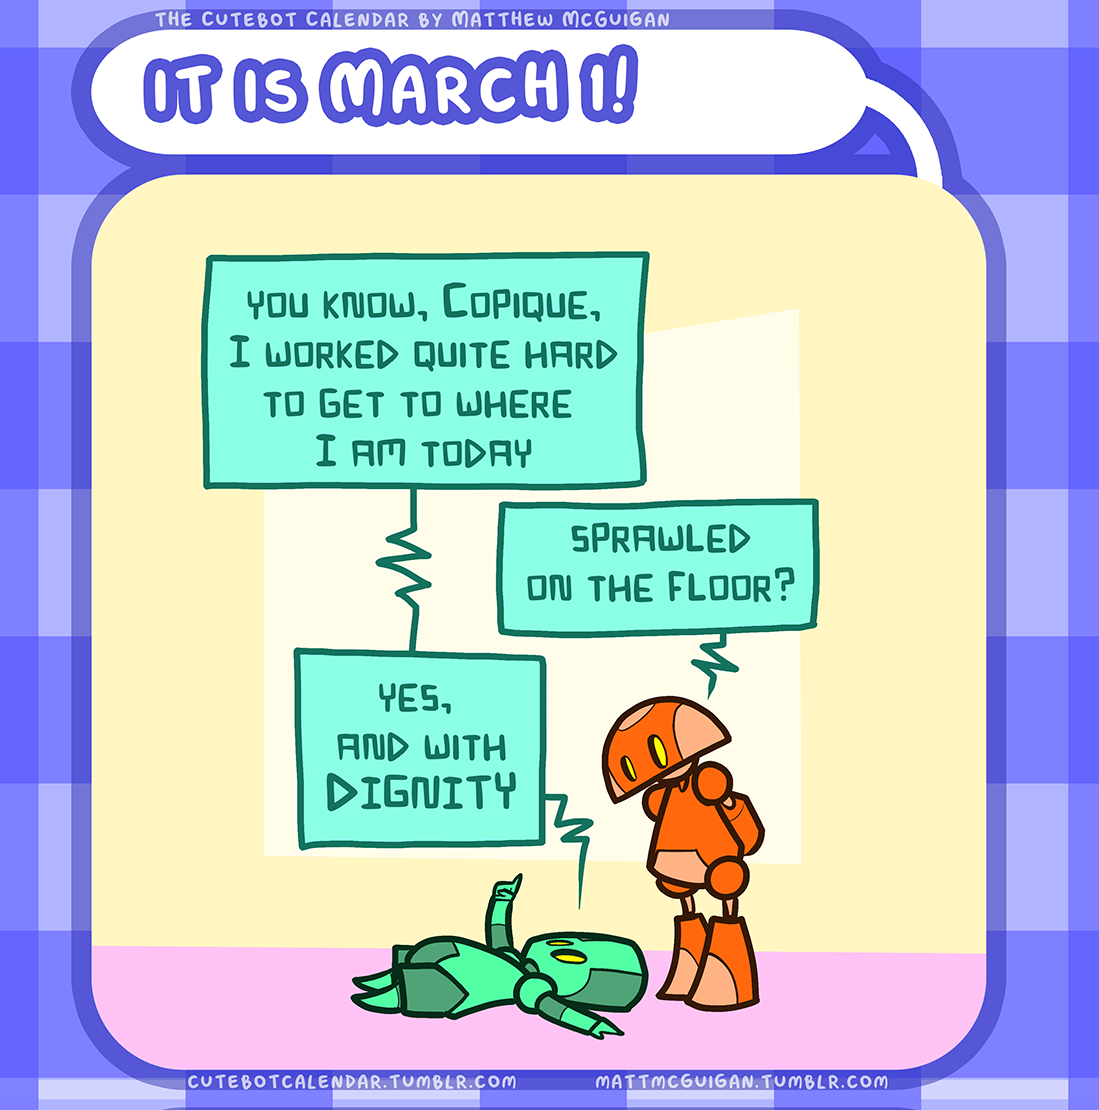 The Cutebot Calendar by Matthew McGuigan
It is March 1!
You know, Copique,
I worked quite hard
to get to where
I am today
Sprawled
on the floor?
Yes,
and with
Dignity
cutebotcalendar.tumblr.com
mattmcguigan.tumblr.com